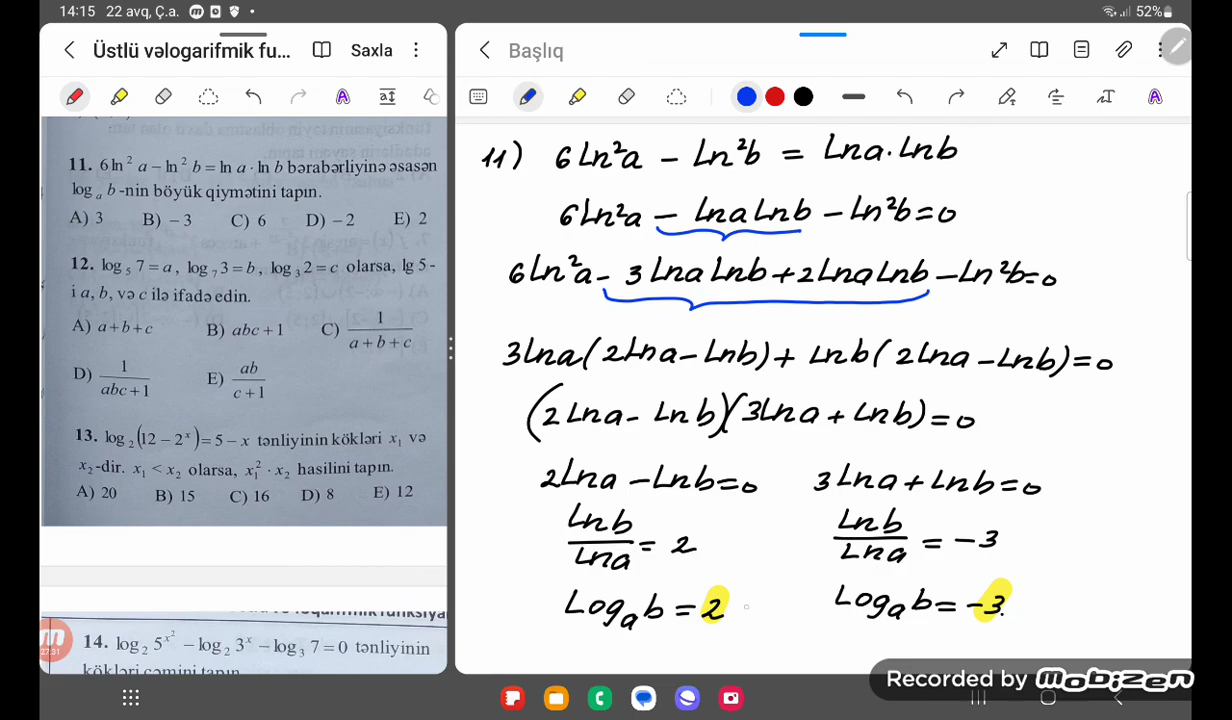 14:15 22 avq, Ç.a.
52%
Üstlü vəlogarifmik fu...
Saxla
Başlıq
11. 6 ln² a – ln² b = ln a · ln b bərabərliyinə əsasən
logₐ b -nin böyük qiymətini tapın.
A) 3 B) – 3 C) 6 D) – 2 E) 2
12. log₅ 7 = a, log₇ 3 = b, log₃ 2 = c olarsa, lg 5 -
i a, b, və c ilə ifadə edin.
A) a+b+c B) abc+1 C) 1/(a+b+c)
D) 1/(abc+1) E) ab/(c+1)
13. log₂(12 – 2ˣ) = 5 – x tənliyinin kökləri x₁ və
x₂-dir. x₁ < x₂ olarsa, x₁² · x₂ hasilini tapın.
A) 20 B) 15 C) 16 D) 8 E) 12
14. log₂ 5^(x²) – log₂ 3ˣ – log₃ 7 = 0 tənliyinin
27:31
11) 6Ln²a – Ln²b = Lna·Lnb
6Ln²a – LnaLnb – Ln²b=0
6Ln²a – 3LnaLnb+2LnaLnb –Ln²b=0
3Lna(2Lna–Lnb)+ Lnb(2Lna–Lnb)=0
(2Lna– Lnb)(3Lna+Lnb)=0
2Lna –Lnb=0 3Lna+Lnb=0
Lnb/Lna = 2 Lnb/Lna = –3
Logₐb=2 Logₐb=–3
Recorded by mobizen